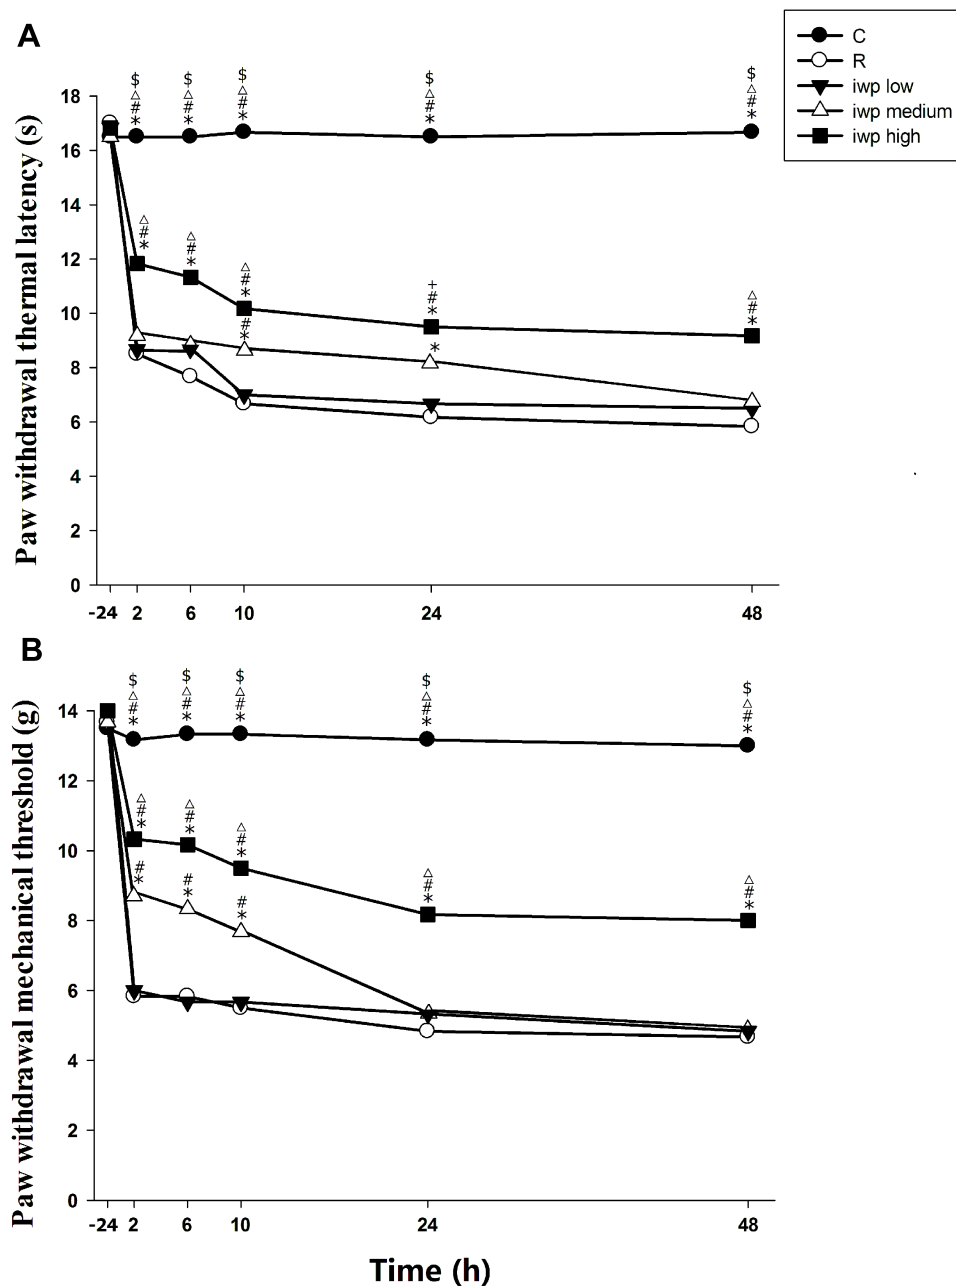 A
C
R
iwp low
iwp medium
iwp high
Paw withdrawal thermal latency (s)
18
16
14
12
10
8
6
4
2
0
$ $ $ $ $
△ △ △ △ △
# # # # #
* * * * *
△ △ △ + △
# # # # #
* * * * *
#
* *
-24 2 6 10 24 48
B
Paw withdrawal mechanical threshold (g)
14
12
10
8
6
4
2
0
$ $ $ $ $
△ △ △ △ △
# # # # #
* * * * *
△ △ △ △ △
# # # # #
* * * * *
# # #
* * *
-24 2 6 10 24 48
Time (h)